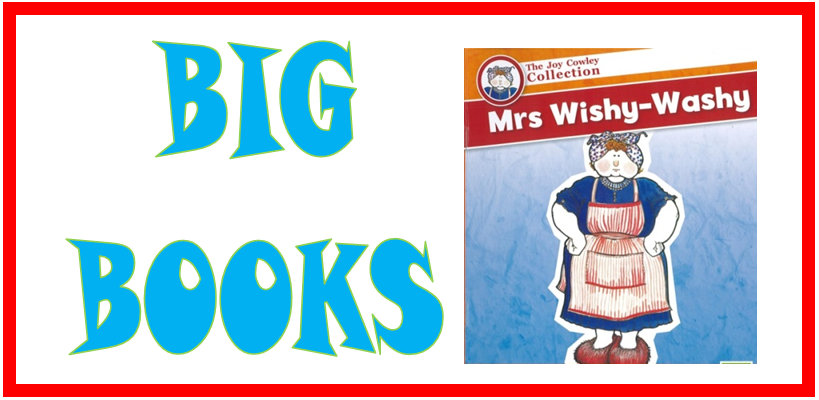 BIG
BOOKS
The Joy Cowley
Collection
Mrs Wishy-Washy